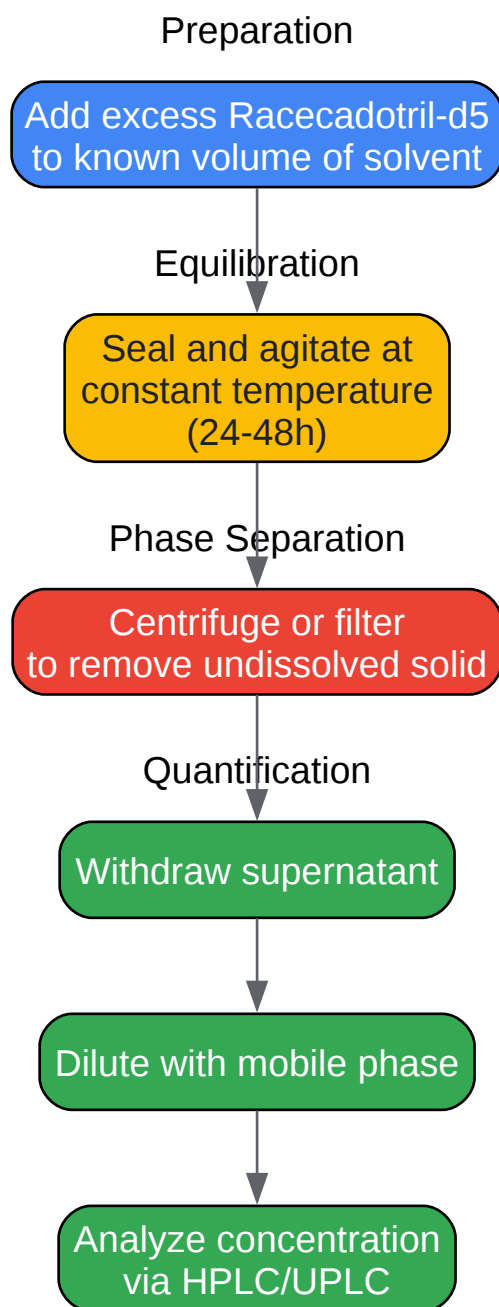 Preparation
Add excess Racecadotril-d5
to known volume of solvent
Equilibration
Seal and agitate at
constant temperature
(24-48h)
Phase Separation
Centrifuge or filter
to remove undissolved solid
Quantification
Withdraw supernatant
Dilute with mobile phase
Analyze concentration
via HPLC/UPLC